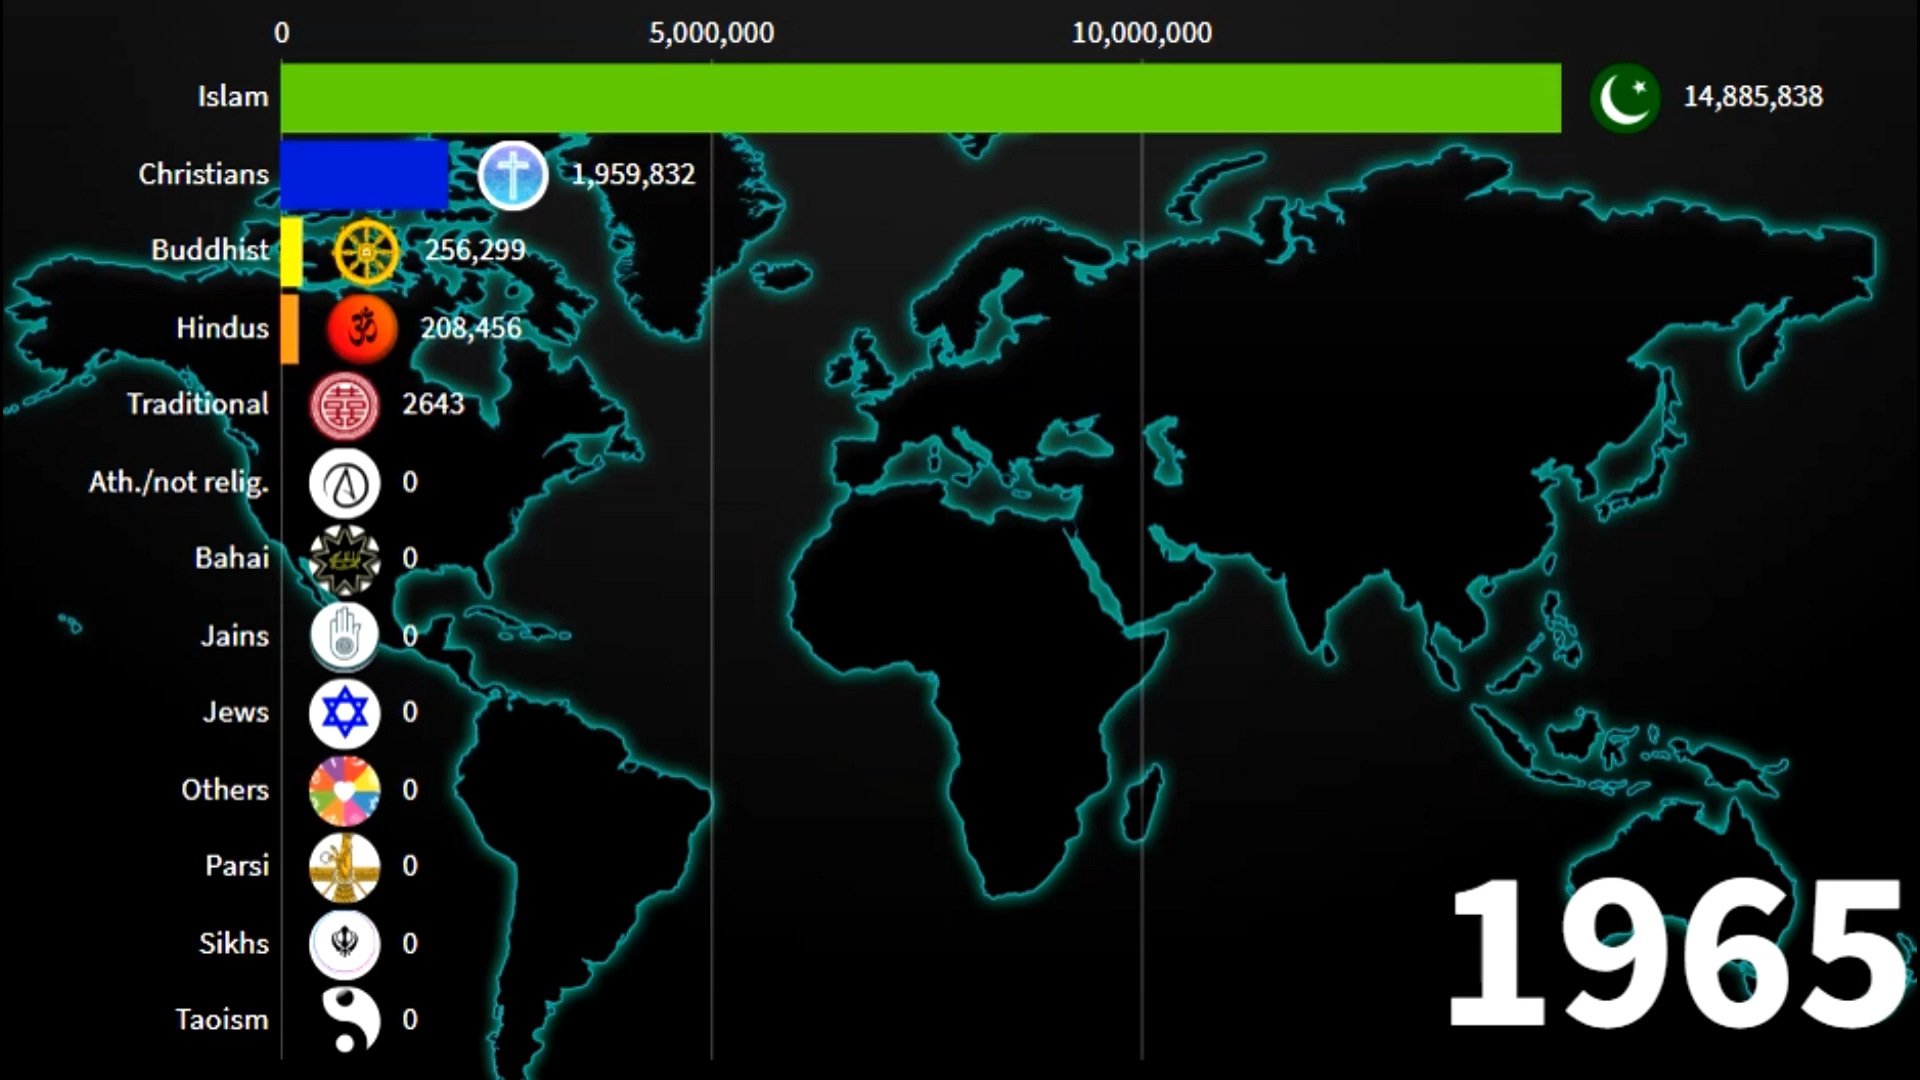 0 5,000,000 10,000,000
Islam 14,885,838
Christians 1,959,832
Buddhist 256,299
Hindus 208,456
Traditional 2643
Ath./not relig. 0
Bahai 0
Jains 0
Jews 0
Others 0
Parsi 0
Sikhs 0
Taoism 0
1965